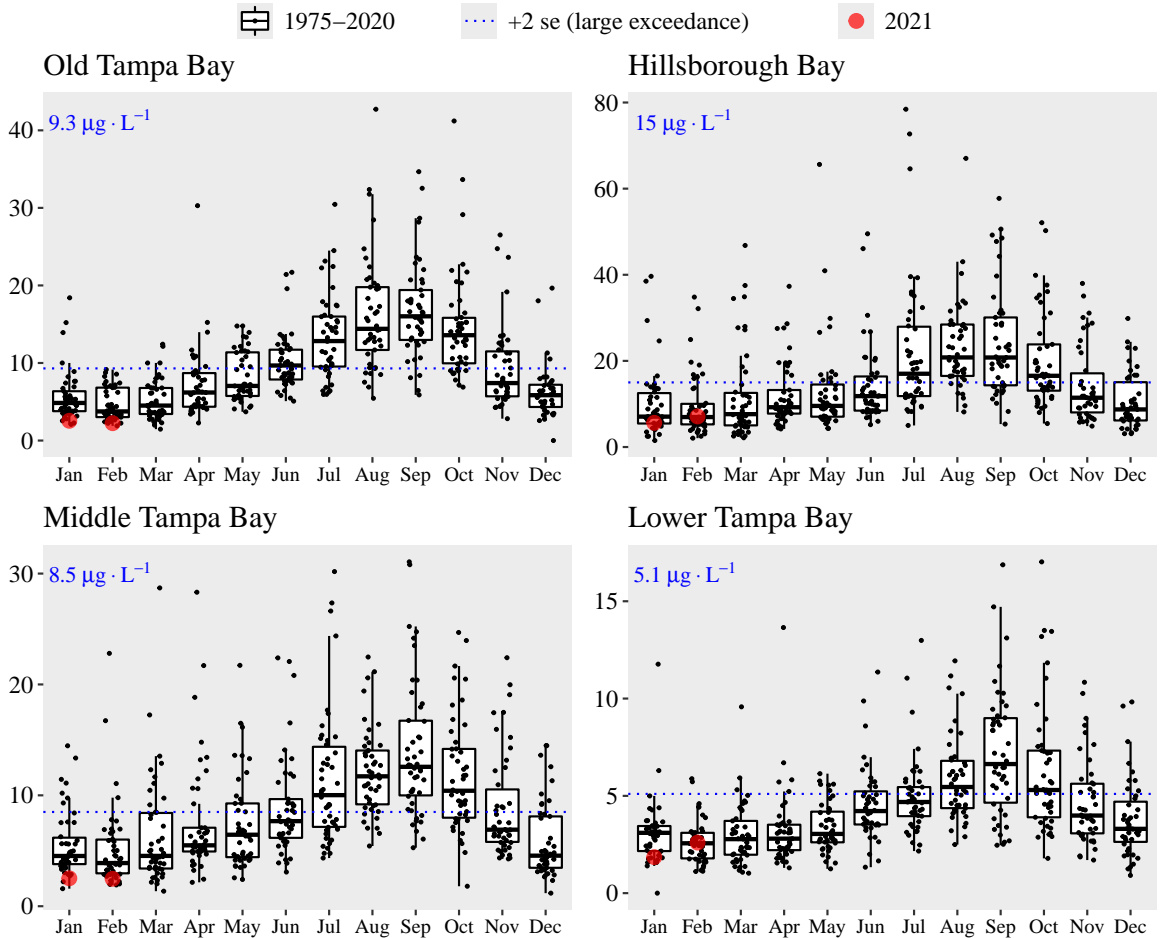 1975−2020 +2 se (large exceedance) 2021
Old Tampa Bay
9.3 μg · L⁻¹
40
30
20
10
0
Jan Feb Mar Apr May Jun Jul Aug Sep Oct Nov Dec
Hillsborough Bay
15 μg · L⁻¹
80
60
40
20
0
Jan Feb Mar Apr May Jun Jul Aug Sep Oct Nov Dec
Middle Tampa Bay
8.5 μg · L⁻¹
30
20
10
0
Jan Feb Mar Apr May Jun Jul Aug Sep Oct Nov Dec
Lower Tampa Bay
5.1 μg · L⁻¹
15
10
5
0
Jan Feb Mar Apr May Jun Jul Aug Sep Oct Nov Dec